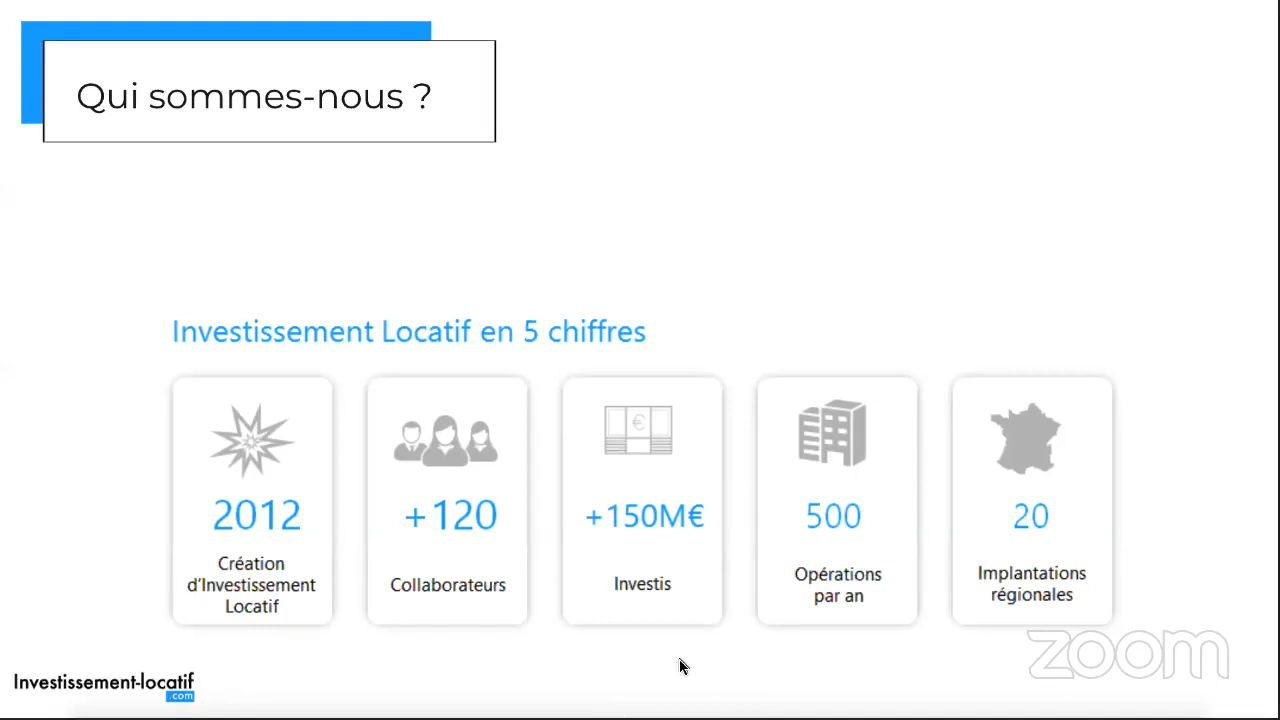 Qui sommes-nous ?
Investissement Locatif en 5 chiffres
2012
Création
d'Investissement
Locatif
+120
Collaborateurs
+150M€
Investis
500
Opérations
par an
20
Implantations
régionales
zoom
Investissement-locatif
.com